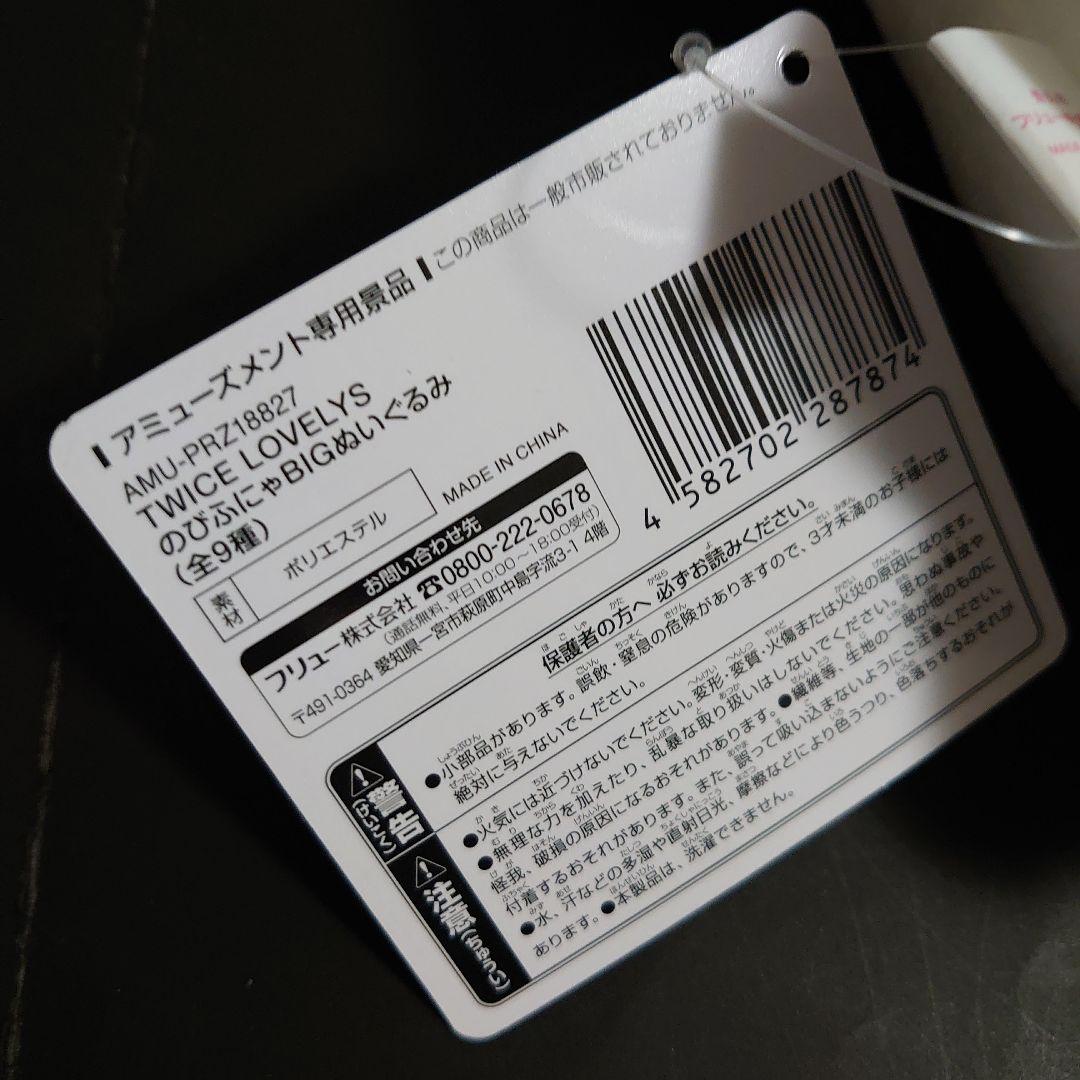 アミューズメント専用景品
この商品は一般市販されておりません。
AMU-PRZ18827
TWICE LOVELYS
のびふにゃBIGぬいぐるみ
(全9種)
素材 ポリエステル
MADE IN CHINA
4 582702 287874
お問い合わせ先
フリュー株式会社 ☎0800-222-0678
(通話無料、平日10:00〜18:00受付)
〒491-0364 愛知県一宮市萩原町中島字流3-1 4階
警告(けいこく)
保護者の方へ 必ずお読みください。
●小部品があります。誤飲・窒息の危険がありますので、3才未満のお子様には
絶対に与えないでください。
注意(ちゅうい)
●火気には近づけないでください。変形・変質・火傷または火災の原因になります。
●無理な力を加えたり、乱暴な取り扱いはしないでください。思わぬ事故や
怪我、破損の原因になるおそれがあります。●繊維等、生地の一部が他のものに
付着するおそれがあります。また、誤って吸い込まないようにご注意ください。
●水、汗などの多湿や直射日光、摩擦などにより色うつり、色落ちするおそれが
あります。●本製品は、洗濯できません。